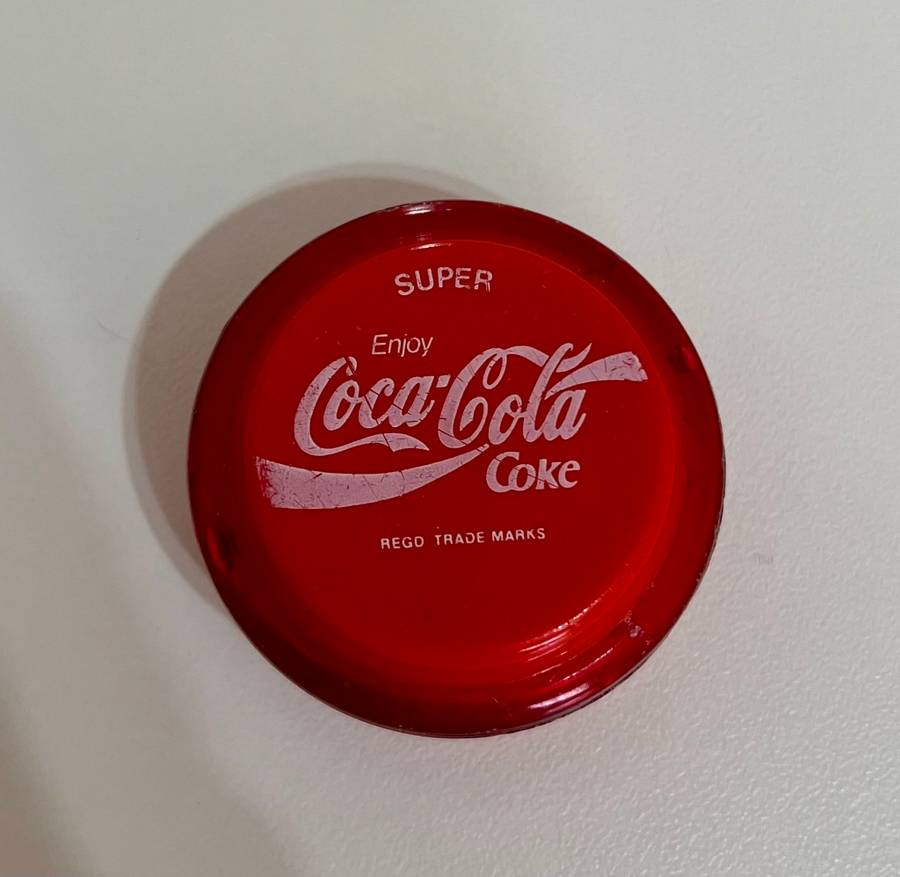 SUPER
Enjoy
Coca-Cola
Coke
REGD TRADE MARKS